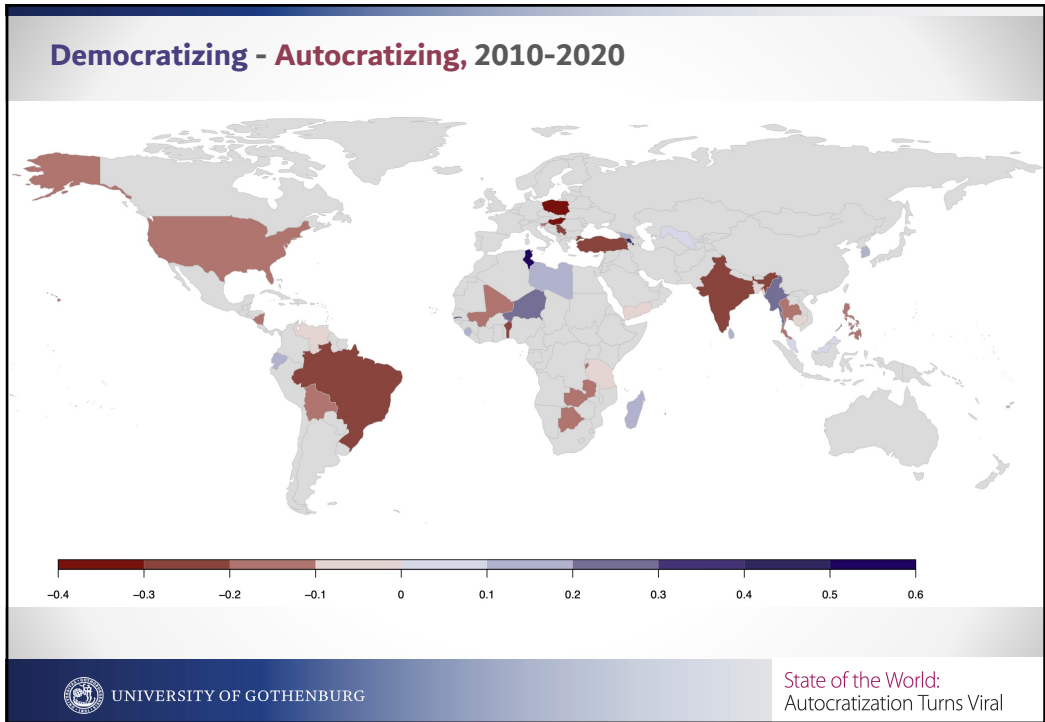 Democratizing - Autocratizing, 2010-2020
−0.4 −0.3 −0.2 −0.1 0 0.1 0.2 0.3 0.4 0.5 0.6
UNIVERSITY OF GOTHENBURG
State of the World:
Autocratization Turns Viral